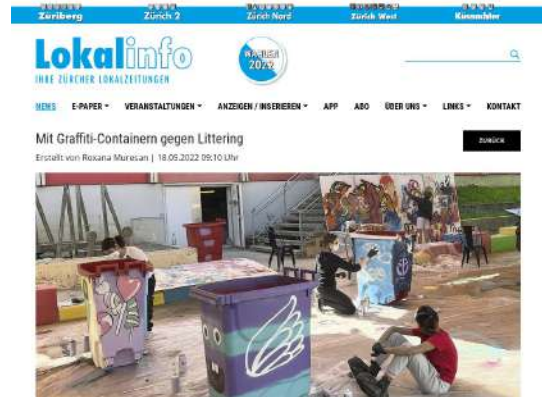 Züriberg Zürich 2 Zürich Nord Zürich West Küsnachter
Lokalinfo
IHRE ZÜRCHER LOKALZEITUNGEN
WAHLEN
2022
NEWS E-PAPER VERANSTALTUNGEN ANZEIGEN / INSERIEREN APP ABO ÜBER UNS LINKS KONTAKT
Mit Graffiti-Containern gegen Littering
ZURÜCK
Erstellt von Roxana Muresan | 18.05.2022 09:10 Uhr